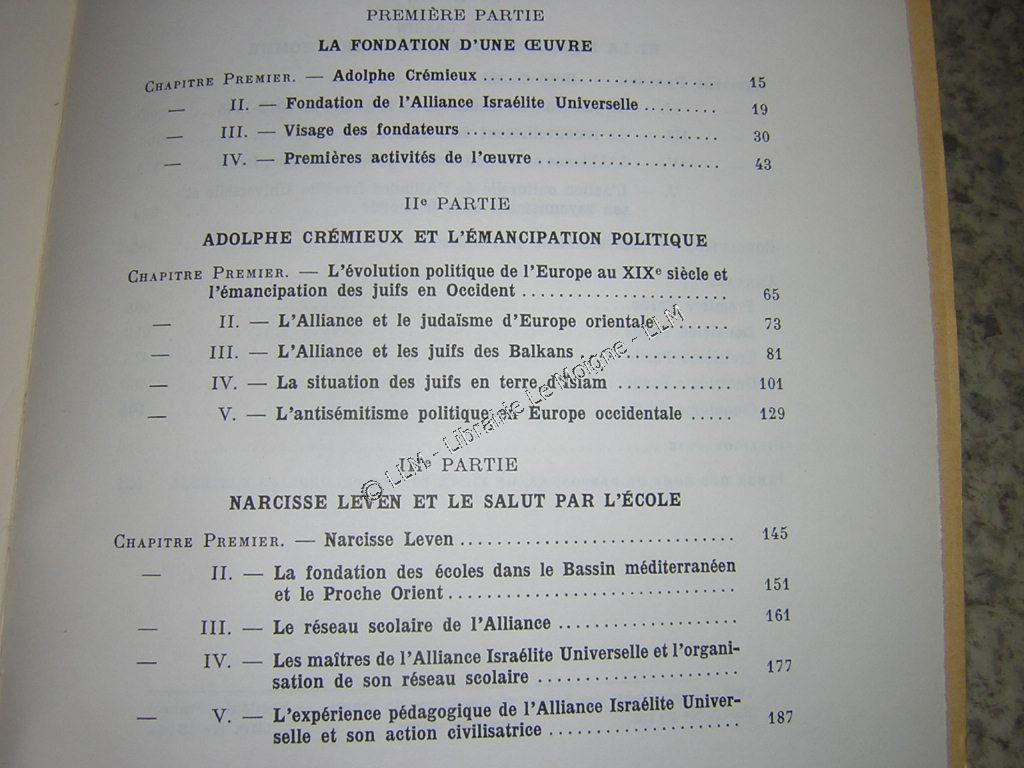 PREMIÈRE PARTIE
LA FONDATION D'UNE ŒUVRE
CHAPITRE PREMIER. — Adolphe Crémieux .......................... 15
— II. — Fondation de l'Alliance Israélite Universelle ......... 19
— III. — Visage des fondateurs ............................. 30
— IV. — Premières activités de l'œuvre ..................... 43
IIe PARTIE
ADOLPHE CRÉMIEUX ET L'ÉMANCIPATION POLITIQUE
CHAPITRE PREMIER. — L'évolution politique de l'Europe au XIXe siècle et
l'émancipation des juifs en Occident ....................... 65
— II. — L'Alliance et le judaïsme d'Europe orientale ........ 73
— III. — L'Alliance et les juifs des Balkans ................ 81
— IV. — La situation des juifs en terre d'Islam ............. 101
— V. — L'antisémitisme politique en Europe occidentale ..... 129
© LLM - Librairie Le Moigne - LLM
IIIe PARTIE
NARCISSE LEVEN ET LE SALUT PAR L'ÉCOLE
CHAPITRE PREMIER. — Narcisse Leven ............................... 145
— II. — La fondation des écoles dans le Bassin méditerranéen
et le Proche Orient ................................ 151
— III. — Le réseau scolaire de l'Alliance .................... 161
— IV. — Les maîtres de l'Alliance Israélite Universelle et l'organi-
sation de son réseau scolaire ....................... 177
— V. — L'expérience pédagogique de l'Alliance Israélite Univer-
selle et son action civilisatrice ...................... 187